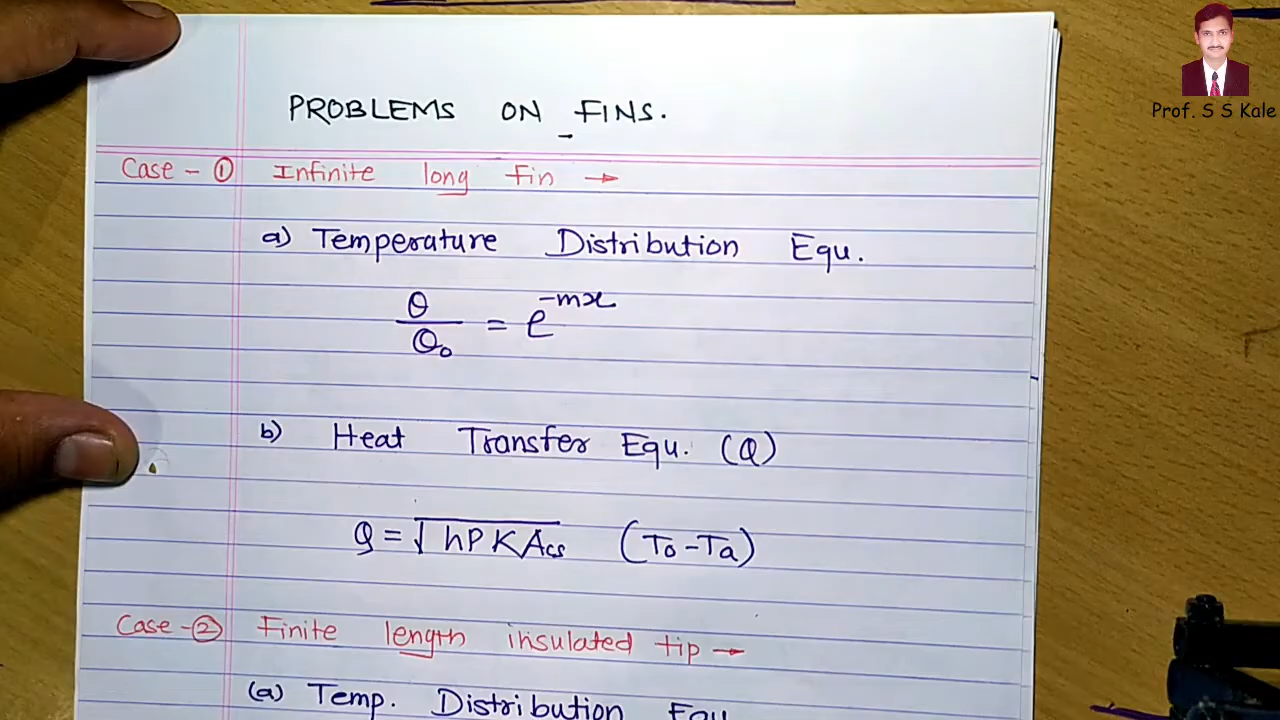 Prof. S S Kale
PROBLEMS ON FINS.
Case - ① Infinite long fin →
a) Temperature Distribution Equ.
θ/θ₀ = e^-mx
b) Heat Transfer Equ. (Q)
Q = √hPKAcs (To - Ta)
Case - ② Finite length insulated tip →
(a) Temp. Distribution Equ